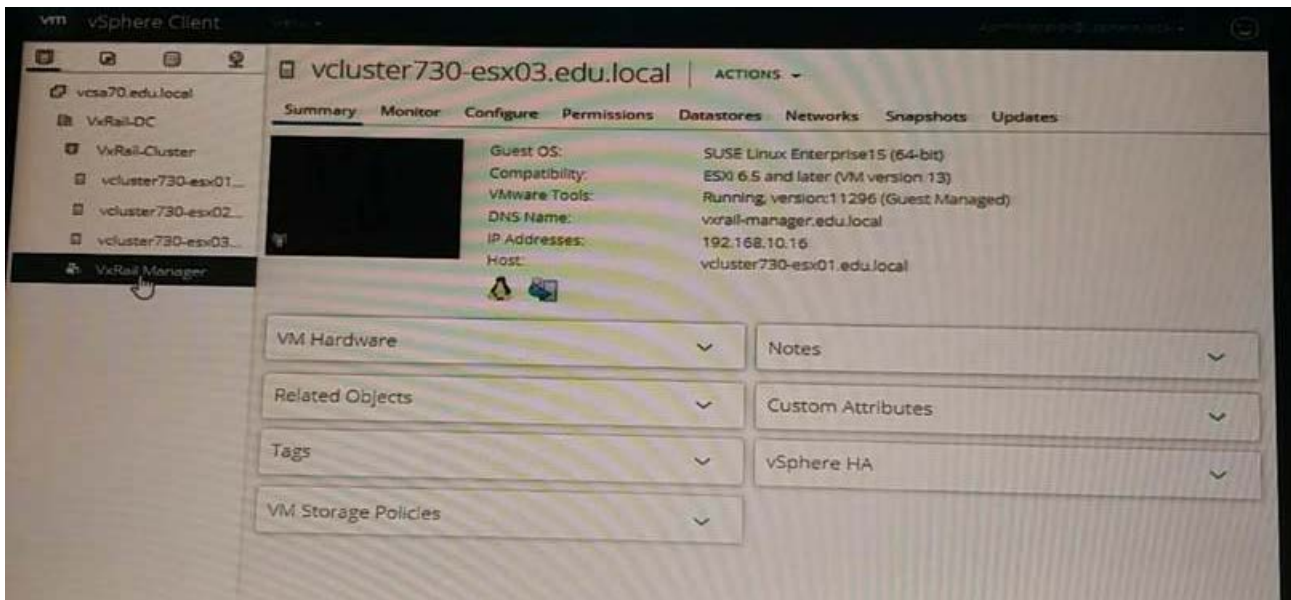 vm vSphere Client
vcsa70.edu.local
VxRail-DC
VxRail-Cluster
vcluster730-esx01...
vcluster730-esx02...
vcluster730-esx03...
VxRail Manager
vcluster730-esx03.edu.local | ACTIONS
Summary Monitor Configure Permissions Datastores Networks Snapshots Updates
Guest OS: SUSE Linux Enterprise15 (64-bit)
Compatibility: ESXi 6.5 and later (VM version 13)
VMware Tools: Running, version:11296 (Guest Managed)
DNS Name: vxrail-manager.edu.local
IP Addresses: 192.168.10.16
Host: vcluster730-esx01.edu.local
VM Hardware
Notes
Related Objects
Custom Attributes
Tags
vSphere HA
VM Storage Policies